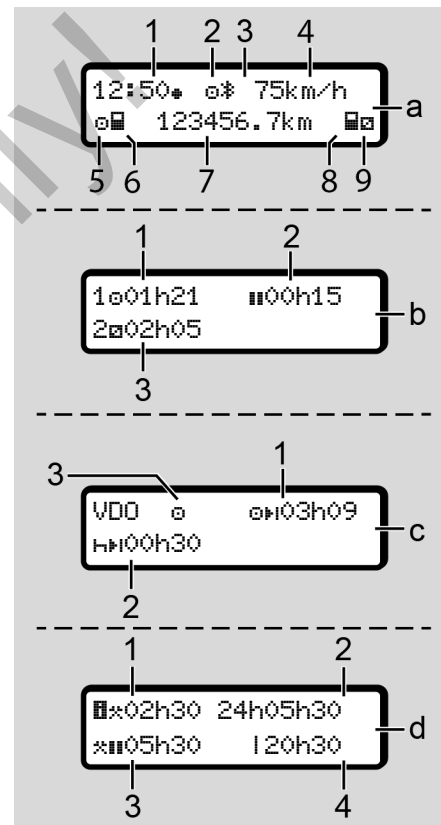 1 2 3 4
12:50● ⊙ᛒ 75km/h
123456.7km
a
5 6 7 8 9
1 2
1⊙01h21 ⏸00h15
2⧄02h05
b
3
3 1
VDO ⊙ ⊙▶|03h09
▶|00h30
c
2
1 2
⚒02h30 24h05h30
⚒⏸05h30 I20h30
d
3 4